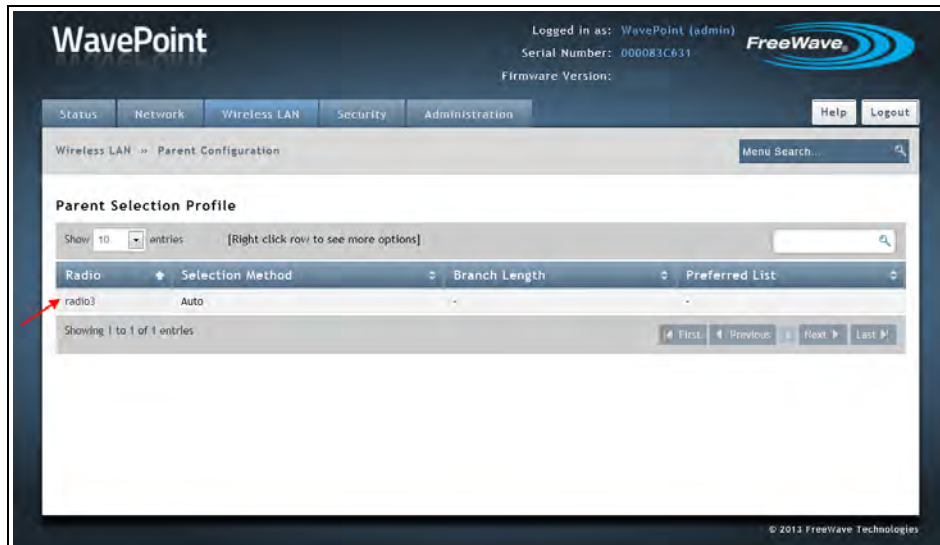 WavePoint
Logged in as: WavePoint (admin)
Serial Number: 000083C631
Firmware Version:
FreeWave
Status Network Wireless LAN Security Administration Help Logout
Wireless LAN » Parent Configuration Menu Search...
Parent Selection Profile
Show 10 entries [Right click row to see more options]
Radio Selection Method Branch Length Preferred List
radio3 Auto - -
Showing 1 to 1 of 1 entries First Previous 1 Next Last
© 2013 FreeWave Technologies